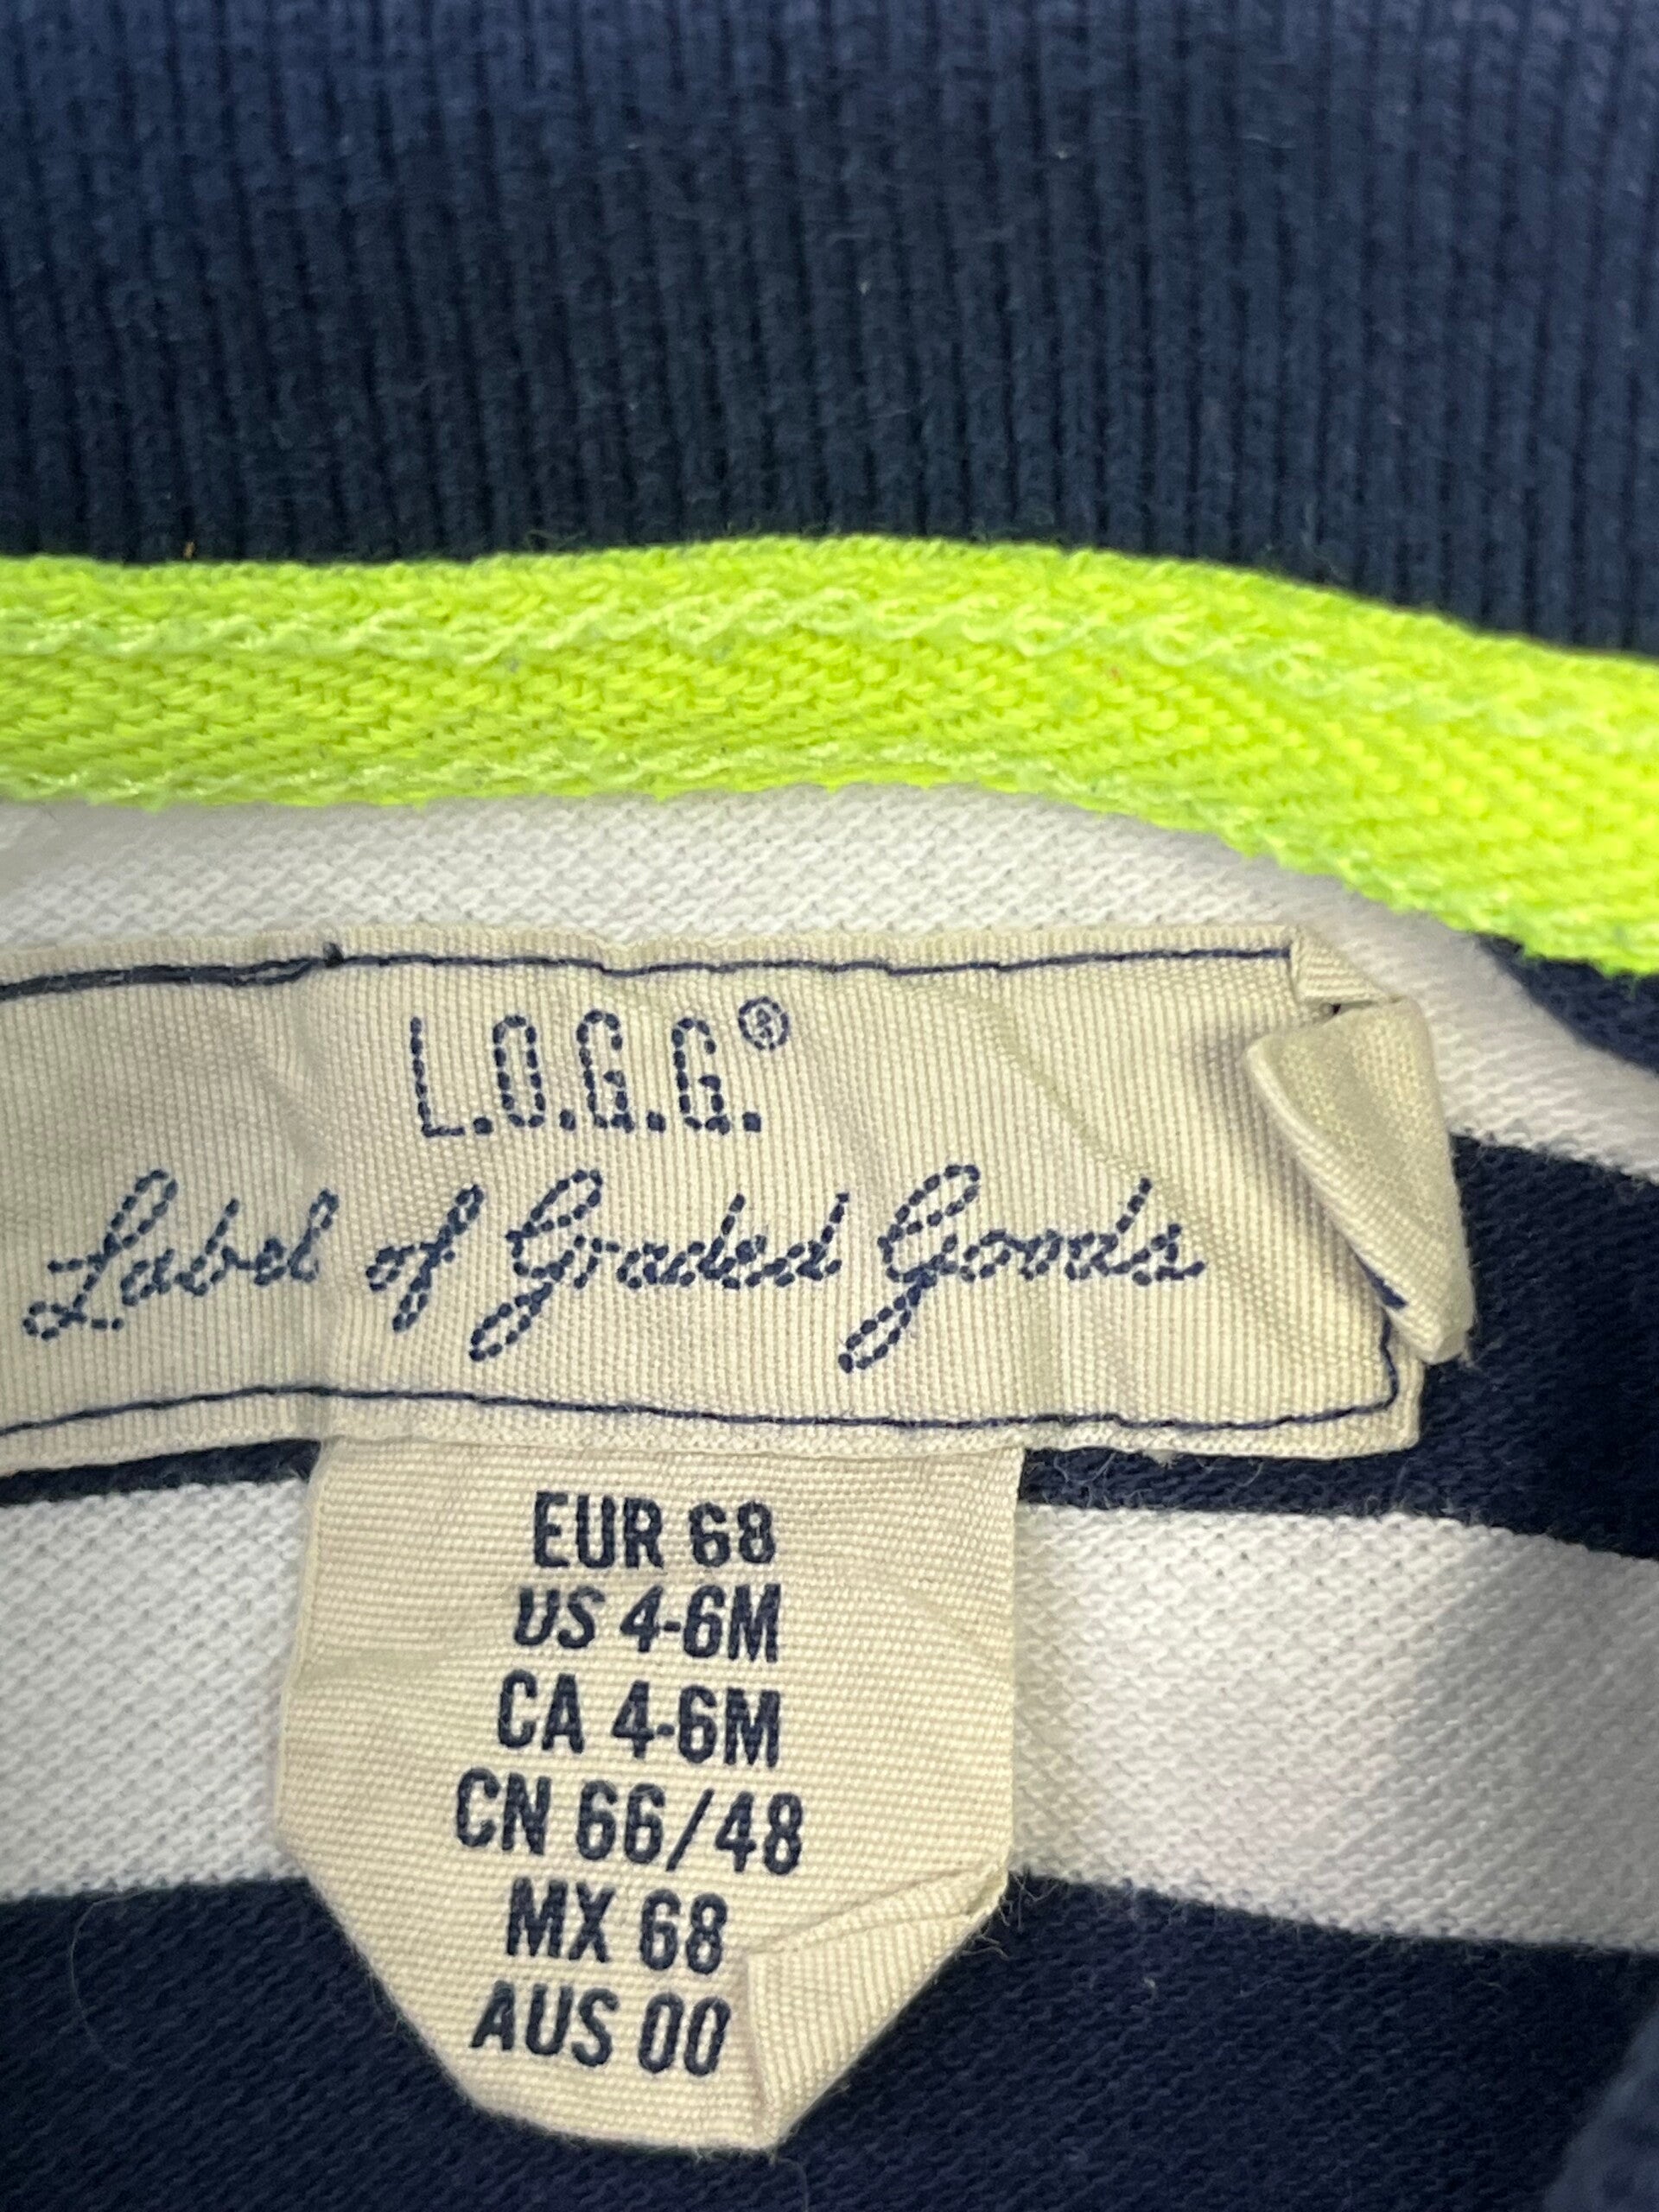 L.O.G.G.®
Label of Graded Goods
EUR 68
US 4-6M
CA 4-6M
CN 66/48
MX 68
AUS 00